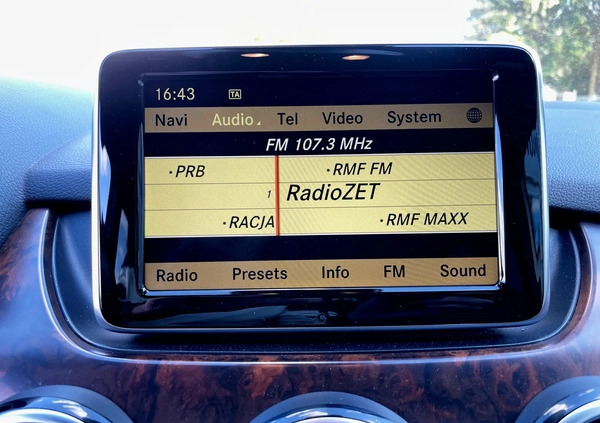 16:43 TA
Navi Audio Tel Video System
FM 107.3 MHz
·PRB ·RMF FM
1 RadioZET
·RACJA ·RMF MAXX
Radio Presets Info FM Sound